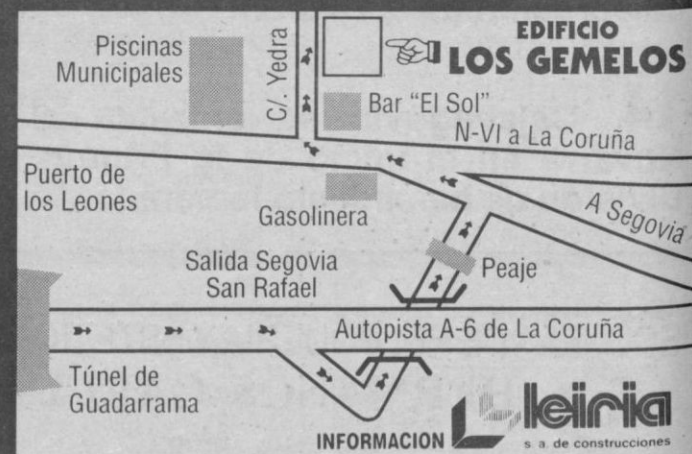 Piscinas
Municipales
C/. Yedra
EDIFICIO
LOS GEMELOS
Bar "El Sol"
N-VI a La Coruña
Puerto de
los Leones
Gasolinera
A Segovia
Salida Segovia
San Rafael
Peaje
Autopista A-6 de La Coruña
Túnel de
Guadarrama
INFORMACION
leiria
s. a. de construcciones